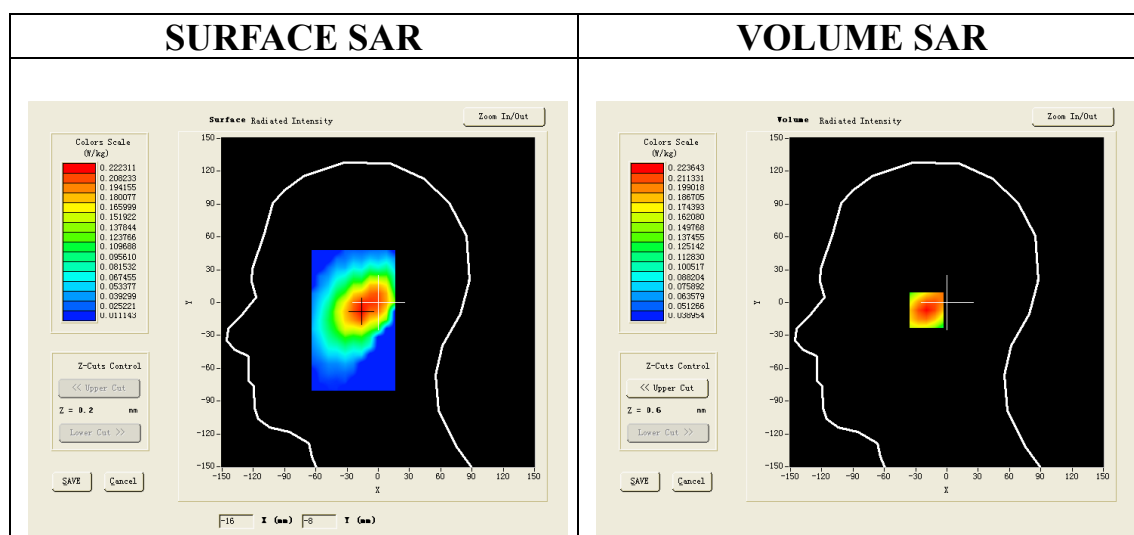 SURFACE SAR
VOLUME SAR
Surface Radiated Intensity
Zoom In/Out
Colors Scale
(W/kg)
0.222311
0.208233
0.194155
0.180077
0.165999
0.151922
0.137844
0.123766
0.109688
0.095610
0.081532
0.067455
0.053377
0.039299
0.025221
0.011143
150
120
90
60
30
0
-30
-60
-90
-120
-150
Y
-150 -120 -90 -60 -30 0 30 60 90 120 150
X
Z-Cuts Control
<< Upper Cut
Z = 0.2 mm
Lower Cut >>
SAVE Cancel
-16 X (mm) -8 Y (mm)
Volume Radiated Intensity
Zoom In/Out
Colors Scale
(W/kg)
0.223643
0.211331
0.199018
0.186705
0.174393
0.162080
0.149768
0.137455
0.125142
0.112830
0.100517
0.088204
0.075892
0.063579
0.051266
0.038954
150
120
90
60
30
0
-30
-60
-90
-120
-150
Y
-150 -120 -90 -60 -30 0 30 60 90 120 150
X
Z-Cuts Control
<< Upper Cut
Z = 0.6 mm
Lower Cut >>
SAVE Cancel